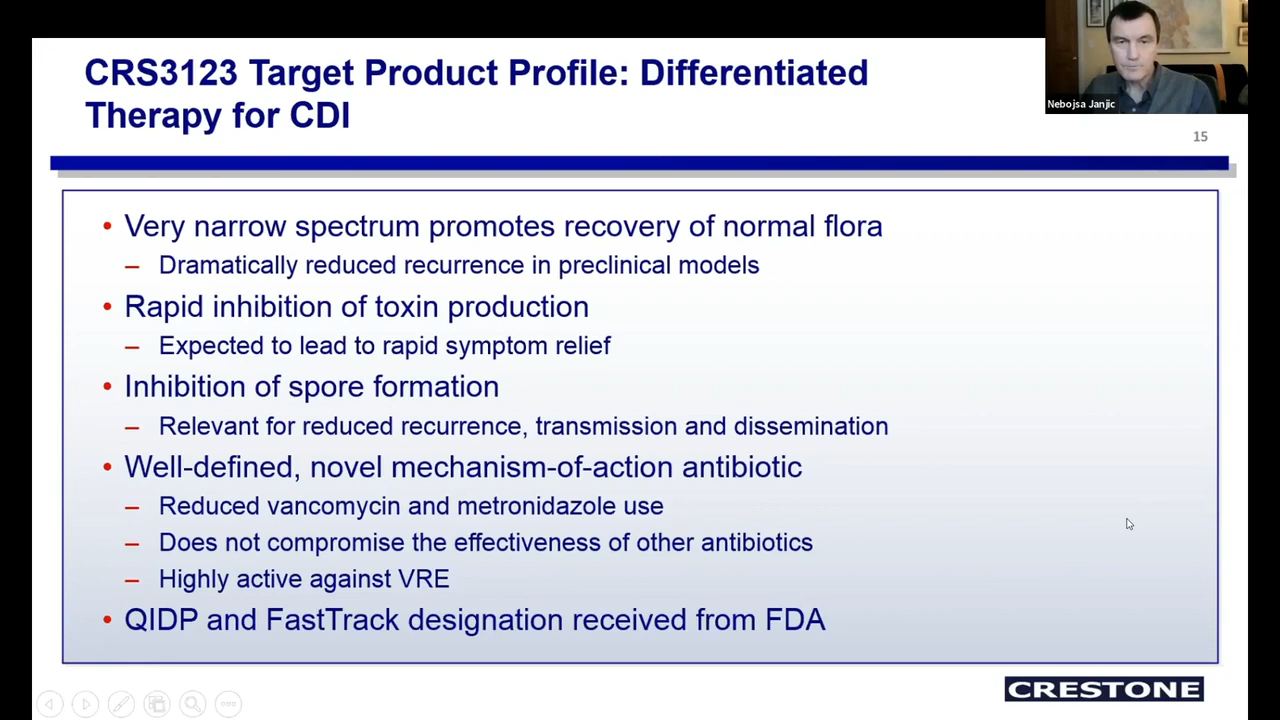 CRS3123 Target Product Profile: Differentiated
Therapy for CDI
Nebojsa Janjic
15
• Very narrow spectrum promotes recovery of normal flora
– Dramatically reduced recurrence in preclinical models
• Rapid inhibition of toxin production
– Expected to lead to rapid symptom relief
• Inhibition of spore formation
– Relevant for reduced recurrence, transmission and dissemination
• Well-defined, novel mechanism-of-action antibiotic
– Reduced vancomycin and metronidazole use
– Does not compromise the effectiveness of other antibiotics
– Highly active against VRE
• QIDP and FastTrack designation received from FDA
CRESTONE